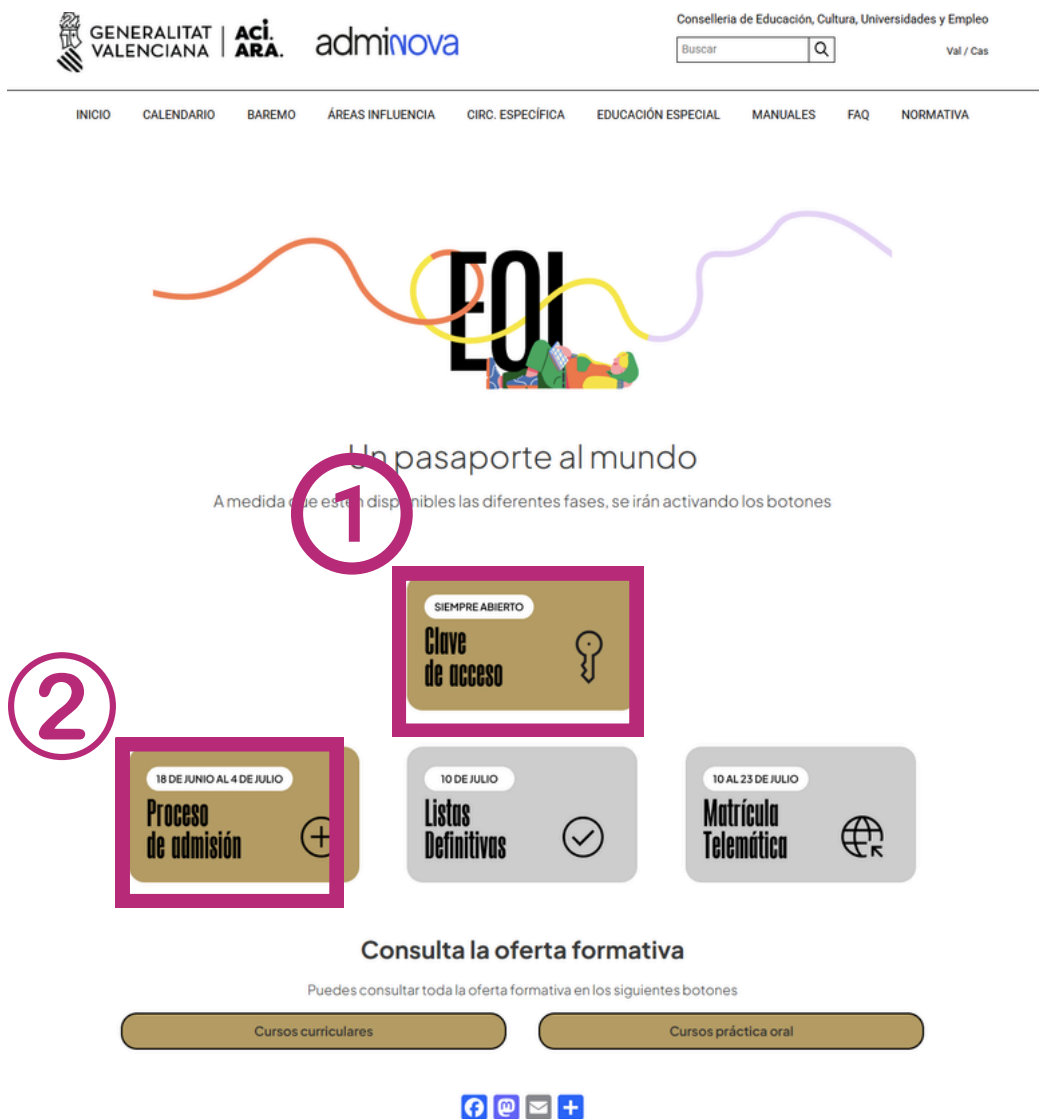 GENERALITAT
VALENCIANA
ACÍ.
ARA.
adminova
Conselleria de Educación, Cultura, Universidades y Empleo
Buscar
Val / Cas
INICIO CALENDARIO BAREMO ÁREAS INFLUENCIA CIRC. ESPECÍFICA EDUCACIÓN ESPECIAL MANUALES FAQ NORMATIVA
EOI
Un pasaporte al mundo
A medida que estén disponibles las diferentes fases, se irán activando los botones
1
SIEMPRE ABIERTO
Clave
de acceso
2
18 DE JUNIO AL 4 DE JULIO
Proceso
de admisión
10 DE JULIO
Listas
Definitivas
10 AL 23 DE JULIO
Matrícula
Telemática
Consulta la oferta formativa
Puedes consultar toda la oferta formativa en los siguientes botones
Cursos curriculares
Cursos práctica oral